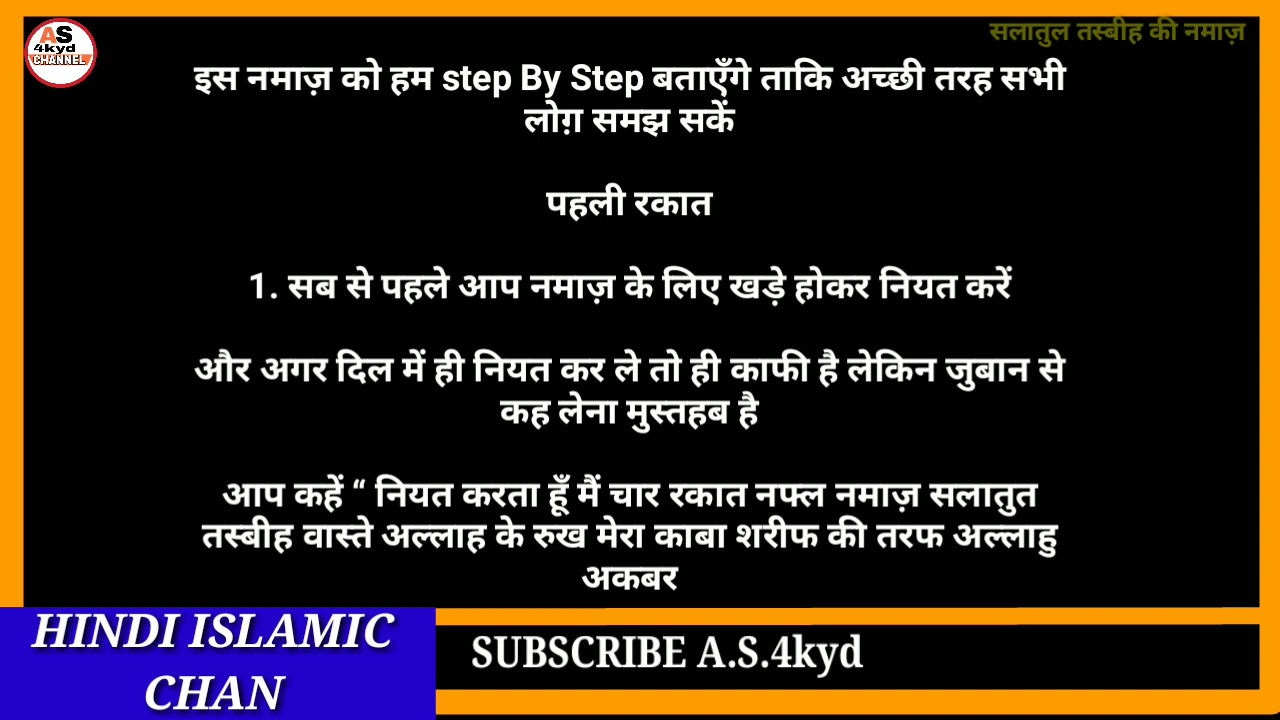 AS
4kyd
CHANNEL
सलातुल तस्बीह की नमाज़
इस नमाज़ को हम step By Step बताएँगे ताकि अच्छी तरह सभी
लोग़ समझ सकें
पहली रकात
1. सब से पहले आप नमाज़ के लिए खड़े होकर नियत करें
और अगर दिल में ही नियत कर ले तो ही काफी है लेकिन जुबान से
कह लेना मुस्तहब है
आप कहें “ नियत करता हूँ मैं चार रकात नफ्ल नमाज़ सलातुत
तस्बीह वास्ते अल्लाह के रुख मेरा काबा शरीफ की तरफ अल्लाहु
अकबर
HINDI ISLAMIC
CHAN
SUBSCRIBE A.S.4kyd